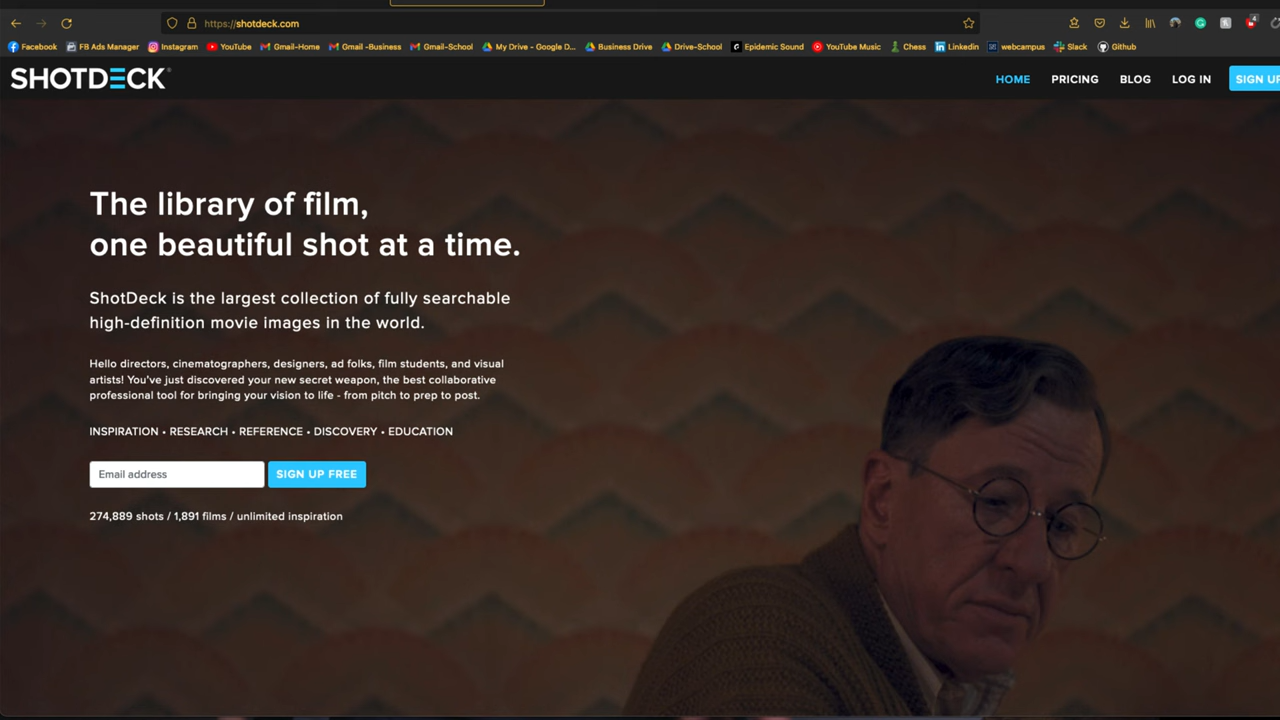 https://shotdeck.com
Facebook FB Ads Manager Instagram YouTube Gmail-Home Gmail -Business Gmail-School My Drive - Google D... Business Drive Drive-School Epidemic Sound YouTube Music Chess Linkedin webcampus Slack Github
SHOTDECK®
HOME PRICING BLOG LOG IN SIGN UP
The library of film,
one beautiful shot at a time.
ShotDeck is the largest collection of fully searchable
high-definition movie images in the world.
Hello directors, cinematographers, designers, ad folks, film students, and visual
artists! You've just discovered your new secret weapon, the best collaborative
professional tool for bringing your vision to life - from pitch to prep to post.
INSPIRATION • RESEARCH • REFERENCE • DISCOVERY • EDUCATION
Email address SIGN UP FREE
274,889 shots / 1,891 films / unlimited inspiration